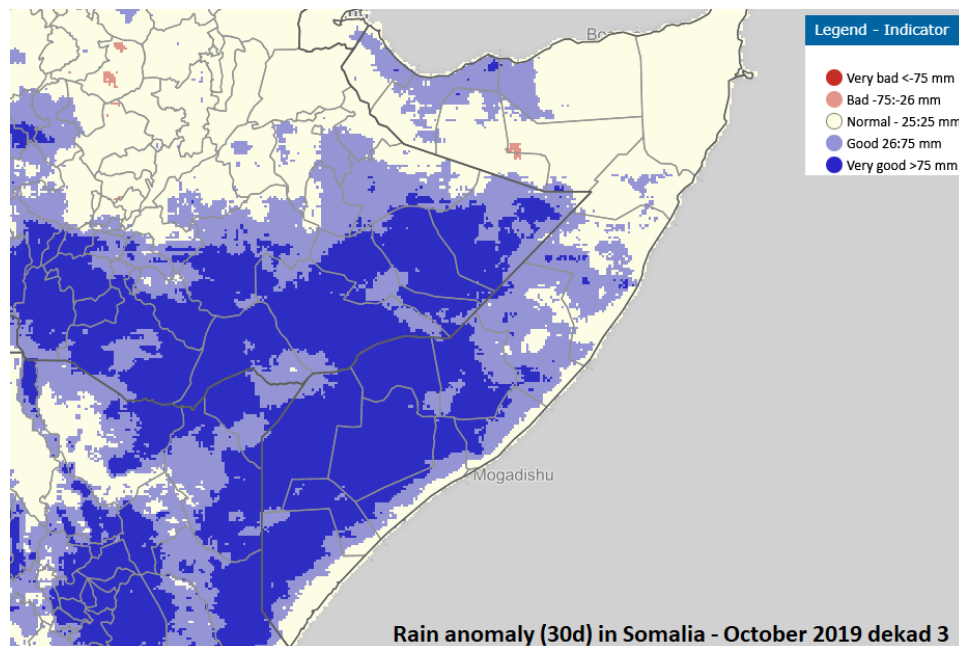 Legend - Indicator
Very bad <-75 mm
Bad -75:-26 mm
Normal - 25:25 mm
Good 26:75 mm
Very good >75 mm
Mogadishu
Rain anomaly (30d) in Somalia - October 2019 dekad 3